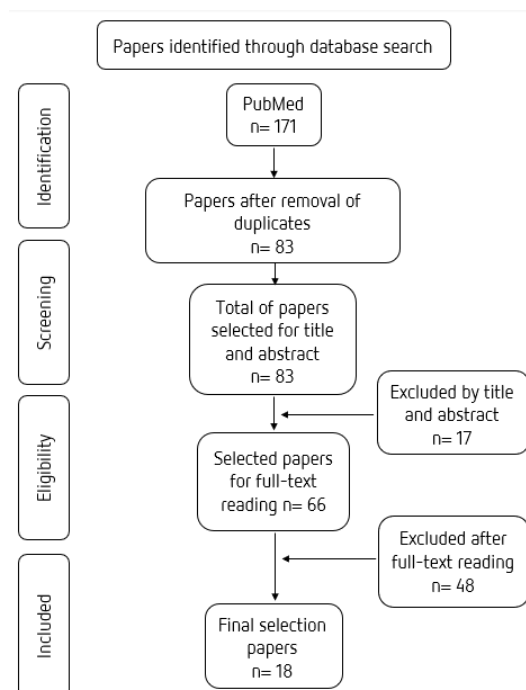 Papers identified through database search
Identification
PubMed
n= 171
Papers after removal of
duplicates
n= 83
Screening
Total of papers
selected for title
and abstract
n= 83
Excluded by title
and abstract
n= 17
Eligibility
Selected papers
for full-text
reading n= 66
Excluded after
full-text reading
n= 48
Included
Final selection
papers
n= 18